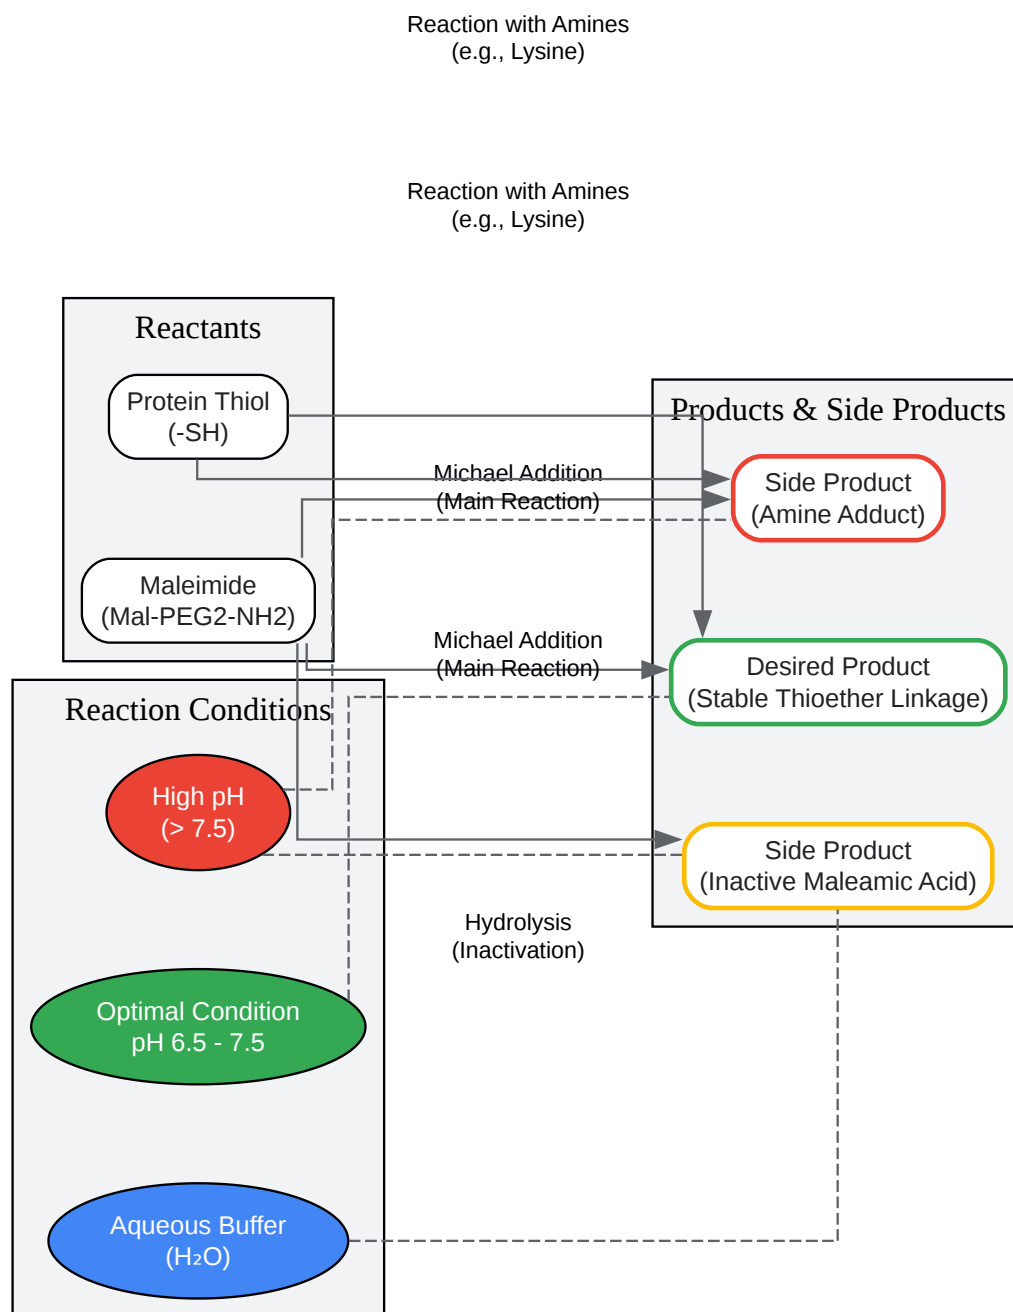 Reaction with Amines
(e.g., Lysine)
Reaction with Amines
(e.g., Lysine)
Reactants
Protein Thiol
(-SH)
Maleimide
(Mal-PEG2-NH2)
Michael Addition
(Main Reaction)
Michael Addition
(Main Reaction)
Products & Side Products
Side Product
(Amine Adduct)
Desired Product
(Stable Thioether Linkage)
Side Product
(Inactive Maleamic Acid)
Reaction Conditions
High pH
(> 7.5)
Hydrolysis
(Inactivation)
Optimal Condition
pH 6.5 - 7.5
Aqueous Buffer
(H₂O)